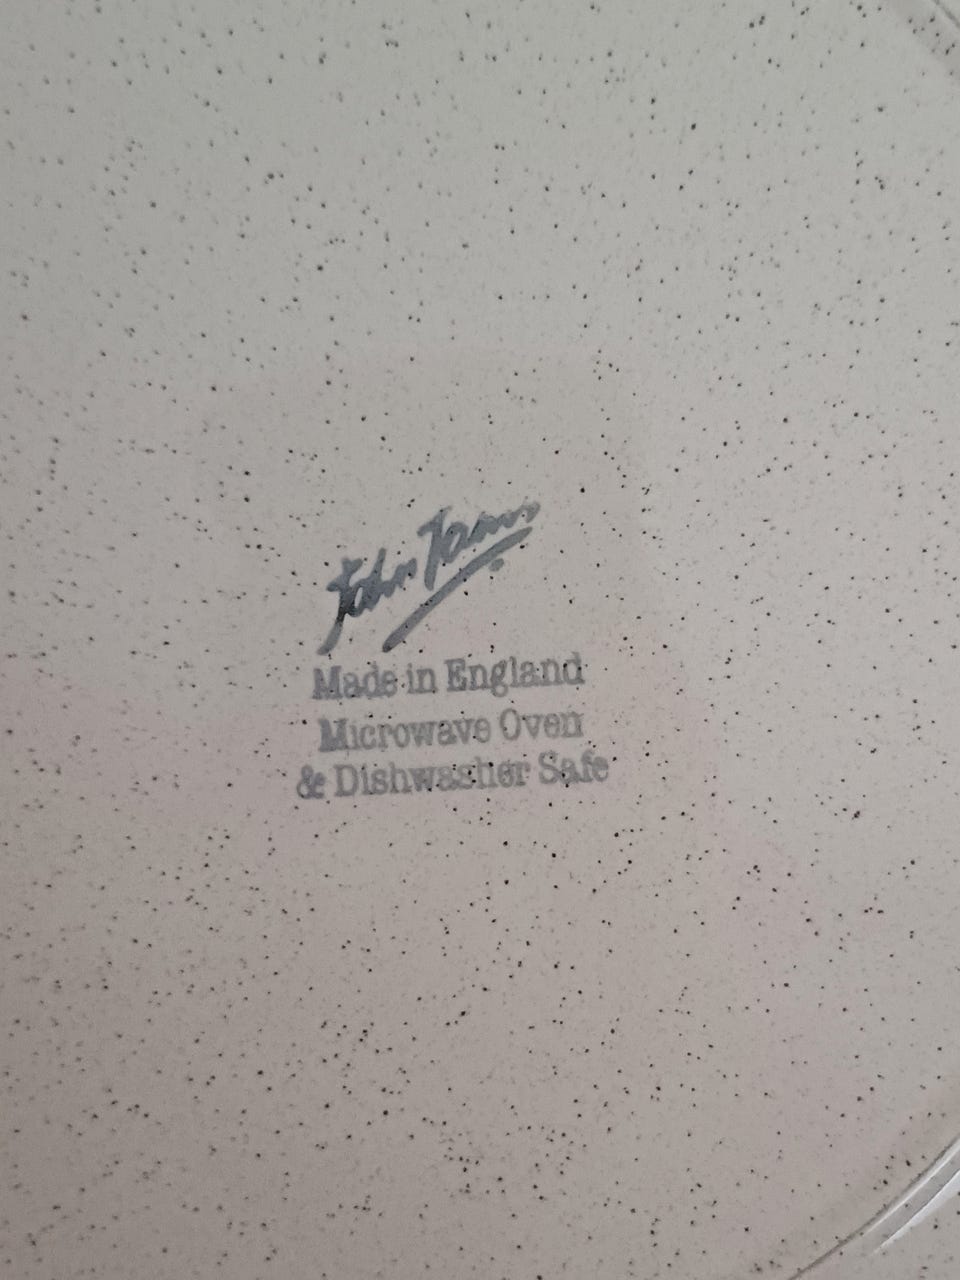 John Tams
Made in England
Microwave Oven
& Dishwasher Safe